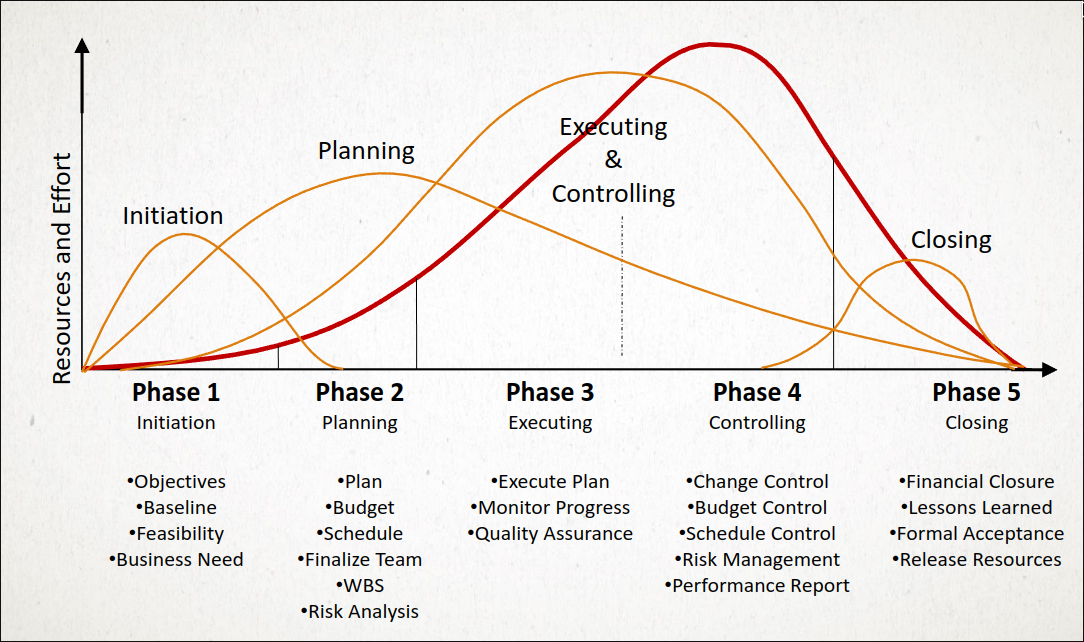 Resources and Effort
Initiation
Planning
Executing
&
Controlling
Closing
Phase 1
Initiation
•Objectives
•Baseline
•Feasibility
•Business Need
Phase 2
Planning
•Plan
•Budget
•Schedule
•Finalize Team
•WBS
•Risk Analysis
Phase 3
Executing
•Execute Plan
•Monitor Progress
•Quality Assurance
Phase 4
Controlling
•Change Control
•Budget Control
•Schedule Control
•Risk Management
•Performance Report
Phase 5
Closing
•Financial Closure
•Lessons Learned
•Formal Acceptance
•Release Resources